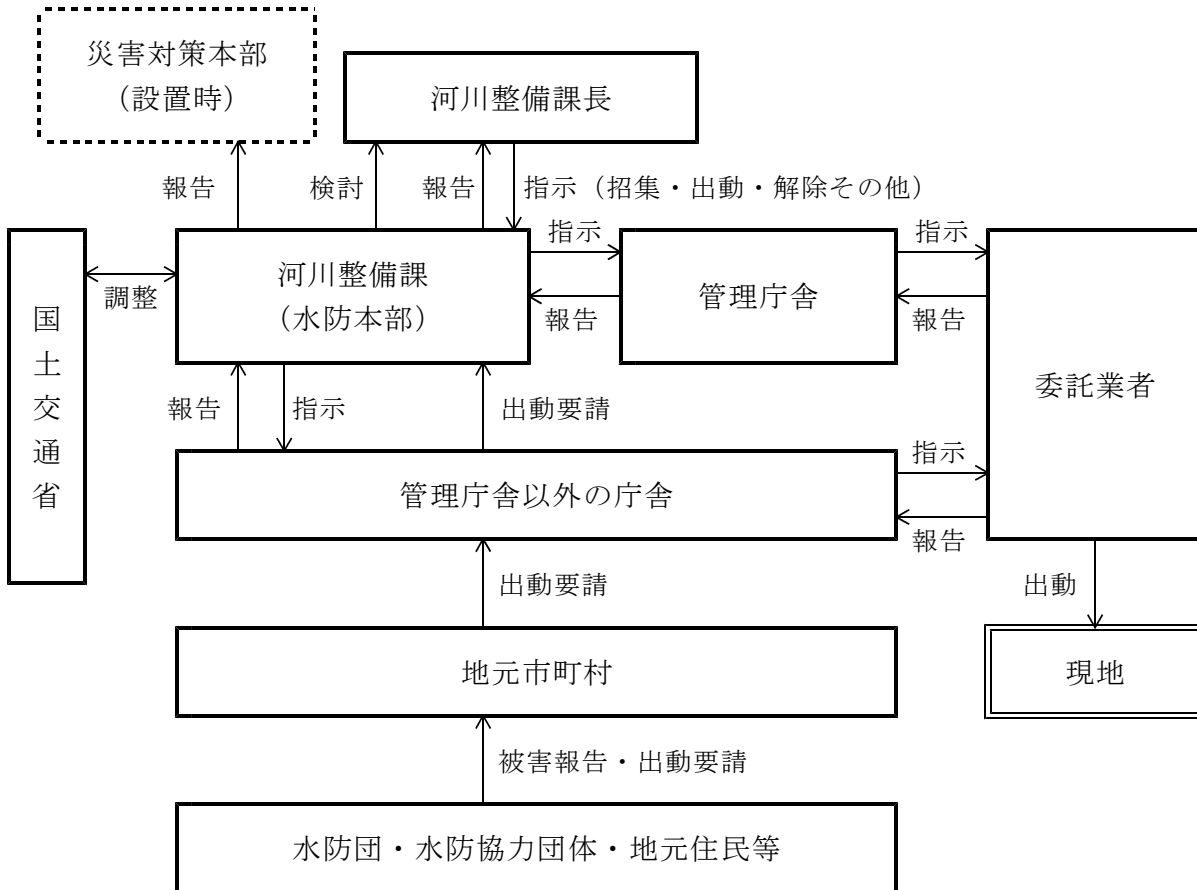 災害対策本部
（設置時）
河川整備課長
報告
検討
報告
指示（招集・出動・解除その他）
国土交通省
調整
河川整備課
（水防本部）
指示
報告
管理庁舎
指示
報告
委託業者
報告
指示
出動要請
管理庁舎以外の庁舎
指示
報告
出動
現地
出動要請
地元市町村
被害報告・出動要請
水防団・水防協力団体・地元住民等